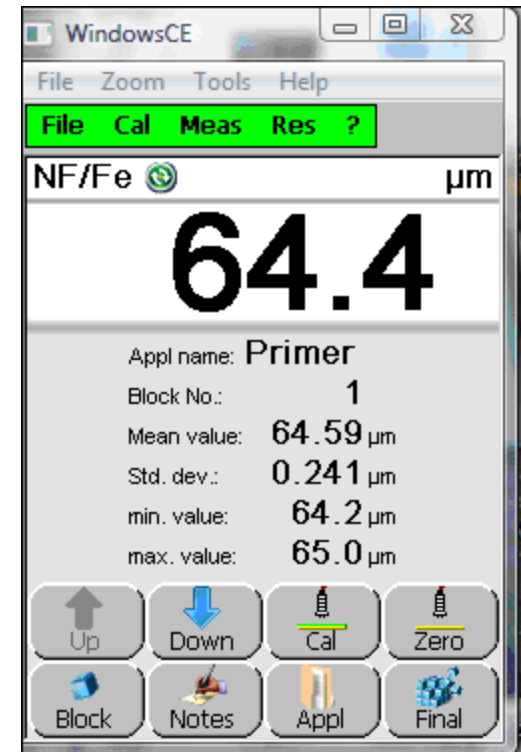 WindowsCE
File Zoom Tools Help
File Cal Meas Res ?
NF/Fe µm
64.4
Appl name: Primer
Block No.: 1
Mean value: 64.59 µm
Std. dev.: 0.241 µm
min. value: 64.2 µm
max. value: 65.0 µm
Up Down Cal Zero
Block Notes Appl Final